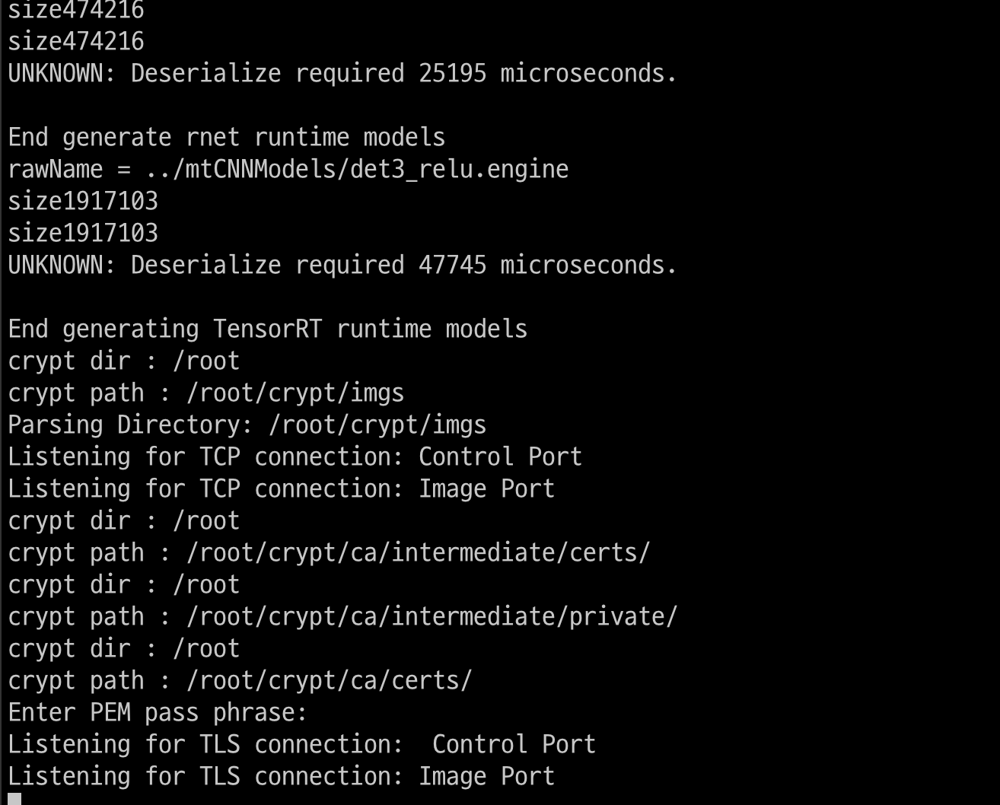 size474216
size474216
UNKNOWN: Deserialize required 25195 microseconds.
End generate rnet runtime models
rawName = ../mtCNNModels/det3_relu.engine
size1917103
size1917103
UNKNOWN: Deserialize required 47745 microseconds.
End generating TensorRT runtime models
crypt dir : /root
crypt path : /root/crypt/imgs
Parsing Directory: /root/crypt/imgs
Listening for TCP connection: Control Port
Listening for TCP connection: Image Port
crypt dir : /root
crypt path : /root/crypt/ca/intermediate/certs/
crypt dir : /root
crypt path : /root/crypt/ca/intermediate/private/
crypt dir : /root
crypt path : /root/crypt/ca/certs/
Enter PEM pass phrase:
Listening for TLS connection:  Control Port
Listening for TLS connection: Image Port